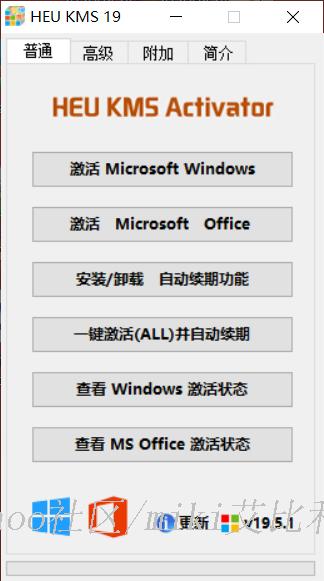 HEU KMS 19
普通 高级 附加 简介
HEU KMS Activator
激活 Microsoft Windows
激活 Microsoft Office
安装/卸载 自动续期功能
一键激活(ALL)并自动续期
查看 Windows 激活状态
查看 MS Office 激活状态
oo社区/miki艾比利
更新 v19.5.1